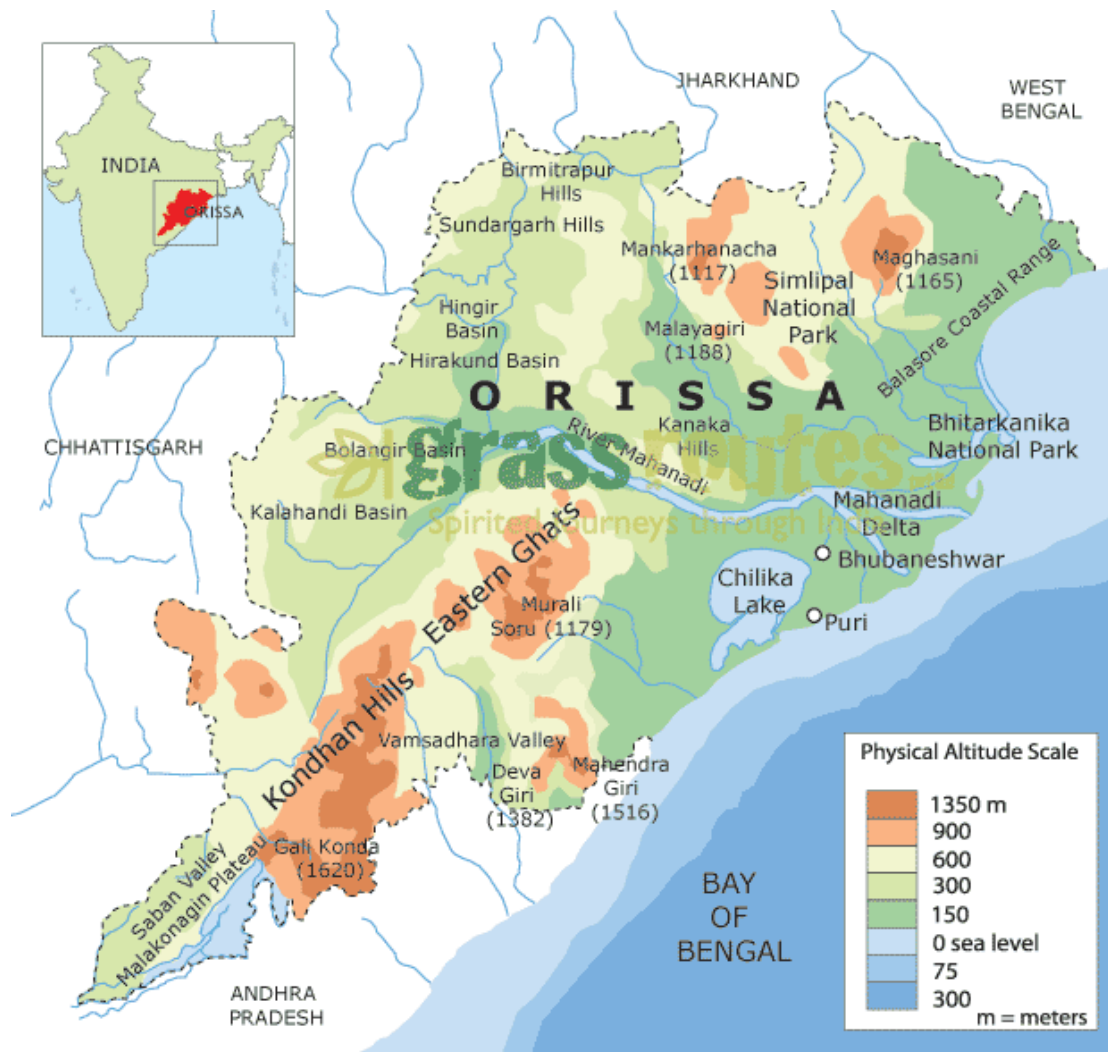 JHARKHAND
WEST
BENGAL
INDIA
ORISSA
Birmitrapur
Hills
Sundargarh Hills
Mankarhanacha
(1117)
Maghasani
(1165)
Simlipal
National
Park
Hingir
Basin
Malayagiri
(1188)
Balasore Coastal Range
Hirakund Basin
ORISSA
CHHATTISGARH
Bolangir Basin
River Mahanadi
Kanaka
Hills
Bhitarkanika
National Park
grass routes
Spirited Journeys through India
Kalahandi Basin
Mahanadi
Delta
Eastern Ghats
Bhubaneshwar
Chilika
Lake
Murali
Soru (1179)
Puri
Kondhan Hills
Vamsadhara Valley
Deva
Giri
(1382)
Mahendra
Giri
(1516)
Gali Konda
(1620)
Saban Valley
Malakonagin Plateau
BAY
OF
BENGAL
ANDHRA
PRADESH
Physical Altitude Scale
1350 m
900
600
300
150
0 sea level
75
300
m = meters